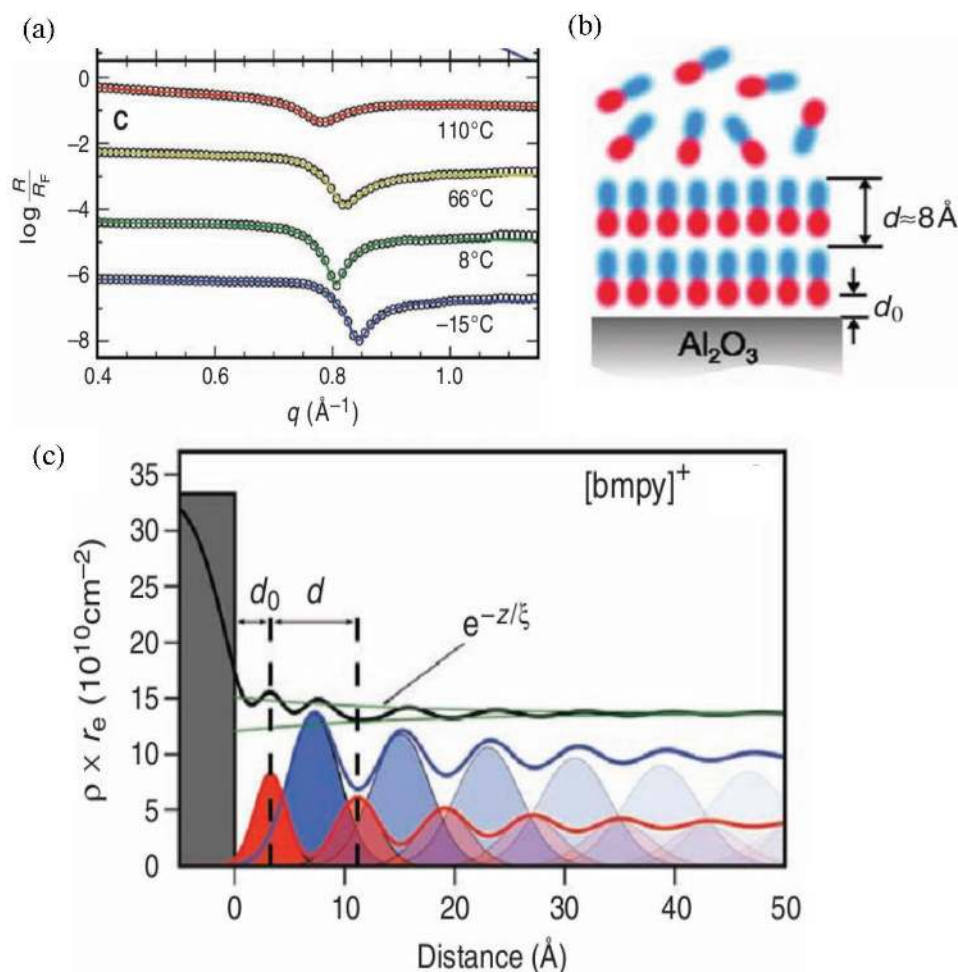 (a)
0
C
110°C
−2
66°C
−4
8°C
−6
−15°C
−8
log R/R_F
0.4 0.6 0.8 1.0
q (Å⁻¹)
(b)
d≈8Å
d₀
Al₂O₃
(c)
[bmpy]⁺
35
30
25
20
15
10
5
0
ρ × rₑ (10¹⁰cm⁻²)
d₀ d
e⁻ᶻ/ξ
0 10 20 30 40 50
Distance (Å)